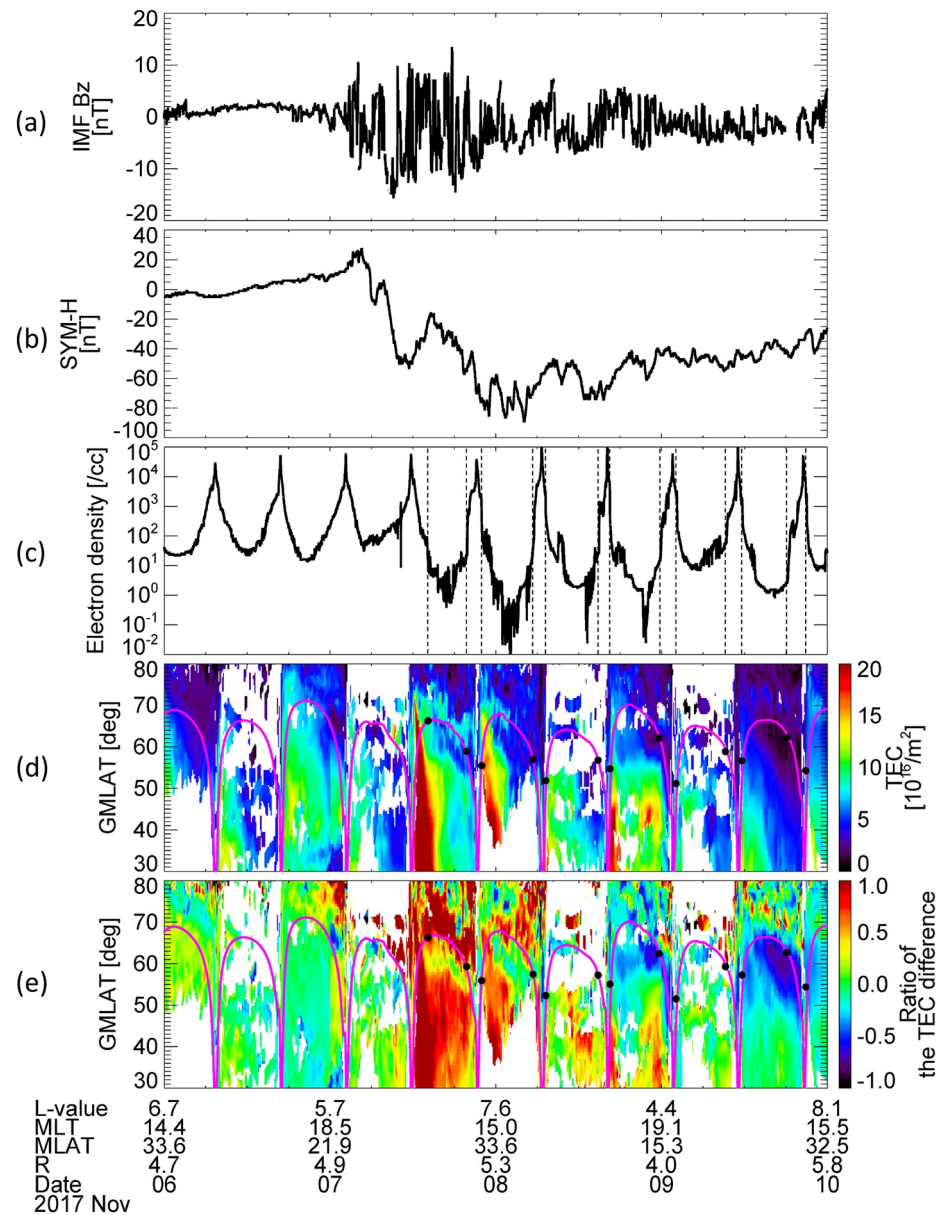 20
10
0
-10
-20
(a)
IMF Bz
[nT]
40
20
0
-20
-40
-60
-80
-100
(b)
SYM-H
[nT]
10^5
10^4
10^3
10^2
10^1
10^0
10^-1
10^-2
(c)
Electron density [/cc]
80
70
60
50
40
30
(d)
GMLAT [deg]
20
15
10
5
0
TEC
[10^16/m^2]
80
70
60
50
40
30
(e)
GMLAT [deg]
1.0
0.5
0.0
-0.5
-1.0
Ratio of
the TEC difference
L-value 6.7 5.7 7.6 4.4 8.1
MLT 14.4 18.5 15.0 19.1 15.5
MLAT 33.6 21.9 33.6 15.3 32.5
R 4.7 4.9 5.3 4.0 5.8
Date 06 07 08 09 10
2017 Nov